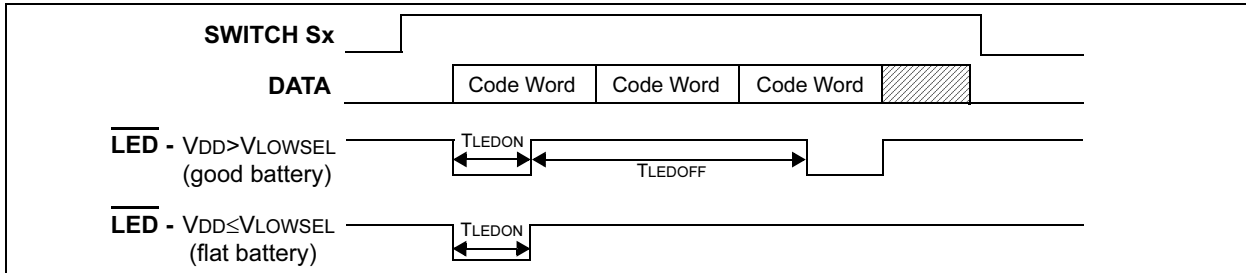 SWITCH Sx
DATA
Code Word Code Word Code Word
LED - VDD>VLOWSEL
(good battery)
TLEDON
TLEDOFF
LED - VDD≤VLOWSEL
(flat battery)
TLEDON